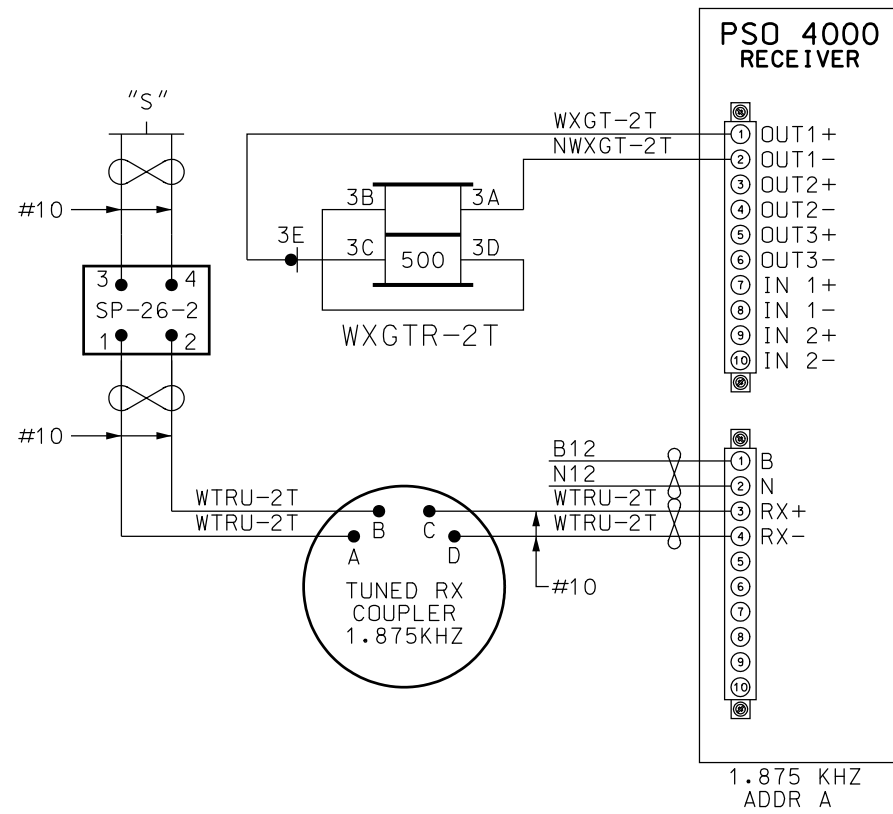 PSO 4000
RECEIVER
"S"
#10
3
4
SP-26-2
1
2
#10
WXGT-2T
NWXGT-2T
3B
3A
3E
3C
500
3D
WXGTR-2T
1 OUT1+
2 OUT1-
3 OUT2+
4 OUT2-
5 OUT3+
6 OUT3-
7 IN 1+
8 IN 1-
9 IN 2+
10 IN 2-
B12
N12
WTRU-2T
WTRU-2T
WTRU-2T
WTRU-2T
B
C
A
D
TUNED RX
COUPLER
1.875KHZ
#10
1 B
2 N
3 RX+
4 RX-
5
6
7
8
9
10
1.875 KHZ
ADDR A